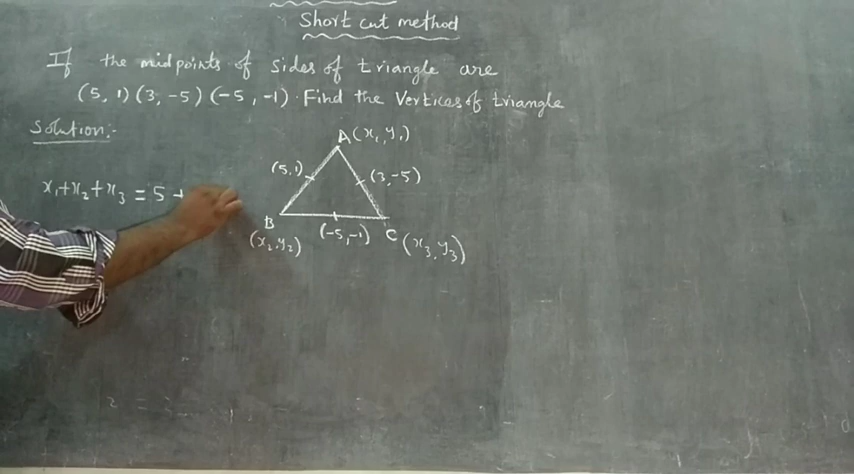 Short cut method
If the midpoints of sides of triangle are
(5, 1) (3, -5) (-5, -1). Find the Vertices of triangle
Solution:-
A (x₁, y₁)
(5, 1)
(3, -5)
x₁ + x₂ + x₃ = 5 +
B
(x₂, y₂)
(-5, -1)
C (x₃, y₃)